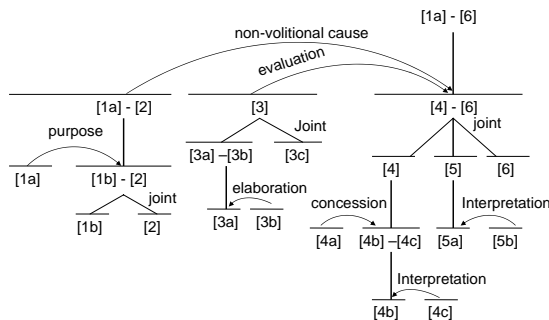 [1a] - [6]
non-volitional cause
evaluation
[1a] - [2] [3] [4] - [6]
purpose Joint joint
[1a] [1b] - [2] [3a] –[3b] [3c] [4] [5] [6]
joint elaboration concession Interpretation
[1b] [2] [3a] [3b] [4a] [4b] –[4c] [5a] [5b]
Interpretation
[4b] [4c]